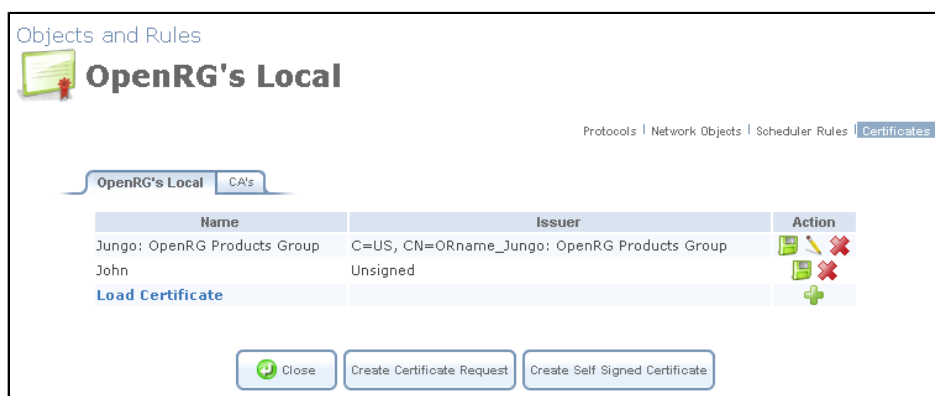 Objects and Rules
OpenRG's Local
Protocols | Network Objects | Scheduler Rules | Certificates
OpenRG's Local CA's
Name Issuer Action
Jungo: OpenRG Products Group C=US, CN=ORname_Jungo: OpenRG Products Group
John Unsigned
Load Certificate
Close Create Certificate Request Create Self Signed Certificate